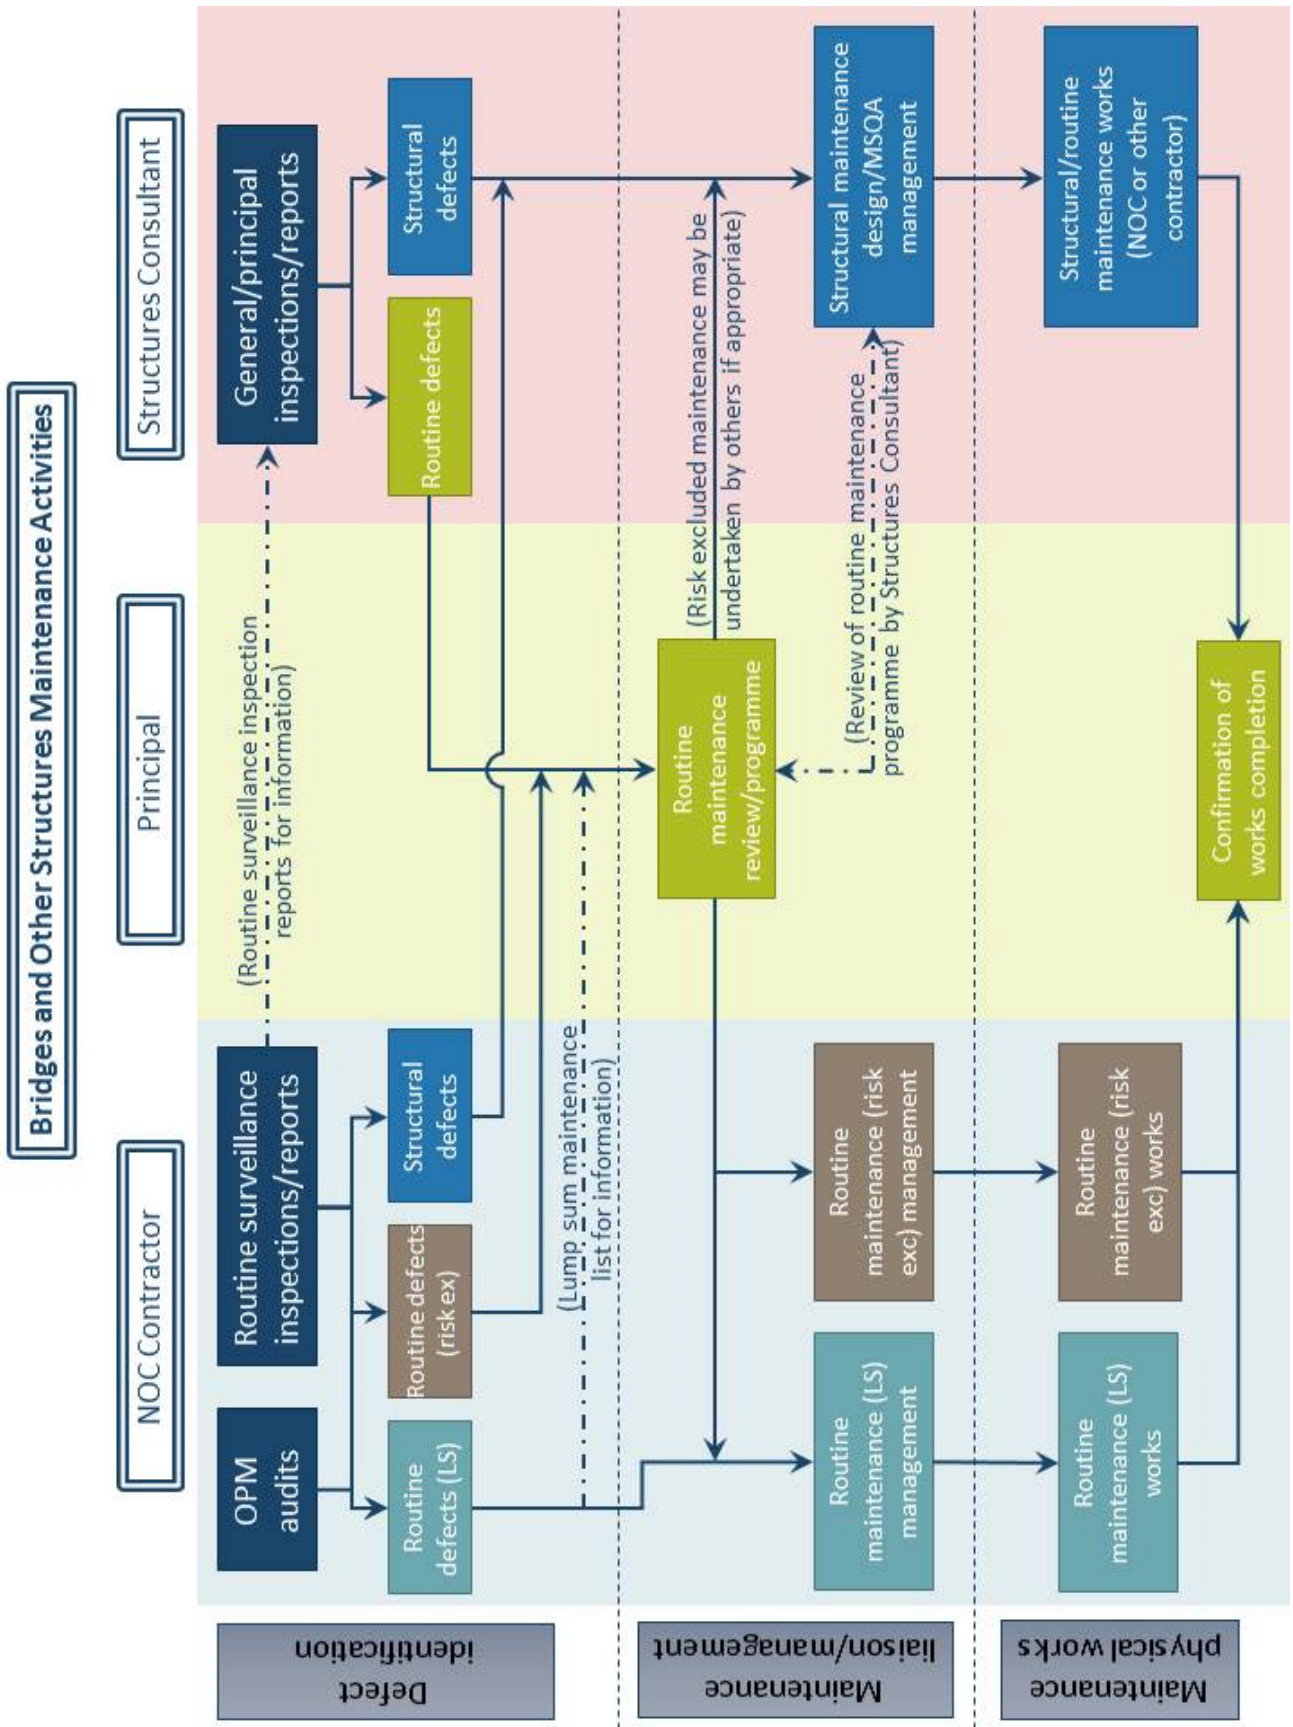 Bridges and Other Structures Maintenance Activities
NOC Contractor
Principal
Structures Consultant
Defect
identification
OPM
audits
Routine surveillance
inspections/reports
(Routine surveillance inspection
reports for information)
General/principal
inspections/reports
Routine
defects (LS)
Routine defects
(risk ex)
Structural
defects
Routine defects
Structural
defects
(Lump sum maintenance
list for information)
Maintenance
liaison/management
Routine
maintenance
review/programme
(Risk excluded maintenance may be
undertaken by others if appropriate)
Routine
maintenance (LS)
management
Routine
maintenance (risk
exc) management
(Review of routine maintenance
programme by Structures Consultant)
Structural maintenance
design/MSQA
management
Maintenance
physical works
Routine
maintenance (LS)
works
Routine
maintenance (risk
exc) works
Structural/routine
maintenance works
(NOC or other
contractor)
Confirmation of
works completion